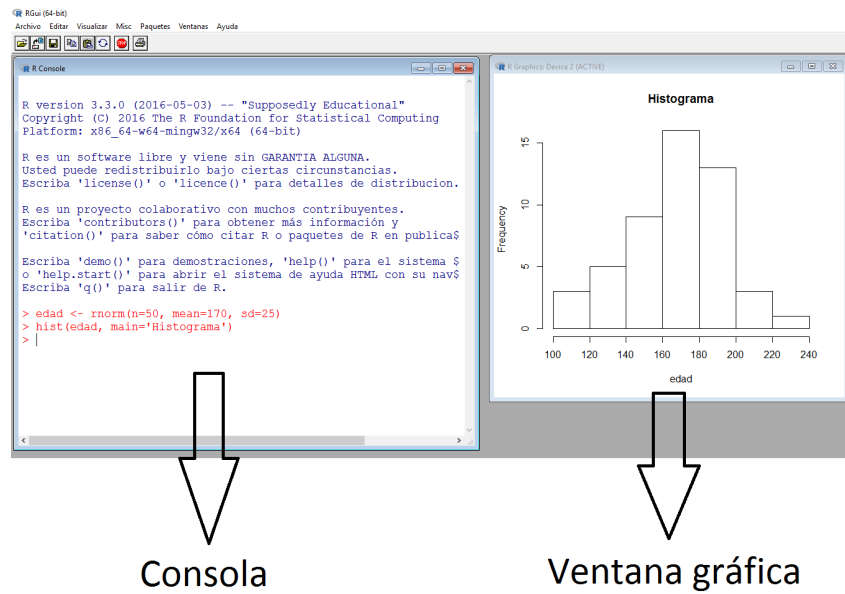 RGui (64-bit)
Archivo Editar Visualizar Misc Paquetes Ventanas Ayuda
STOP
R Console
R version 3.3.0 (2016-05-03) -- "Supposedly Educational"
Copyright (C) 2016 The R Foundation for Statistical Computing
Platform: x86_64-w64-mingw32/x64 (64-bit)
R es un software libre y viene sin GARANTIA ALGUNA.
Usted puede redistribuirlo bajo ciertas circunstancias.
Escriba 'license()' o 'licence()' para detalles de distribucion.
R es un proyecto colaborativo con muchos contribuyentes.
Escriba 'contributors()' para obtener más información y
'citation()' para saber cómo citar R o paquetes de R en publica$
Escriba 'demo()' para demostraciones, 'help()' para el sistema $
o 'help.start()' para abrir el sistema de ayuda HTML con su nav$
Escriba 'q()' para salir de R.
> edad <- rnorm(n=50, mean=170, sd=25)
> hist(edad, main='Histograma')
>
R Graphics: Device 2 (ACTIVE)
Histograma
Frequency
15
10
5
0
100 120 140 160 180 200 220 240
edad
Consola
Ventana gráfica